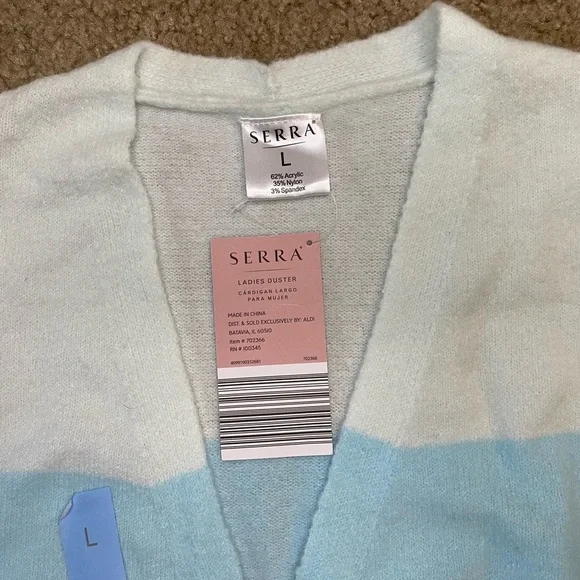 SERRA
L
62% Acrylic
35% Nylon
3% Spandex
SERRA
LADIES DUSTER
CÁRDIGAN LARGO
PARA MUJER
MADE IN CHINA
DIST. & SOLD EXCLUSIVELY BY: ALDI
BATAVIA, IL 60510
Item # 702366
RN # 100345
4099100312881 702366
L